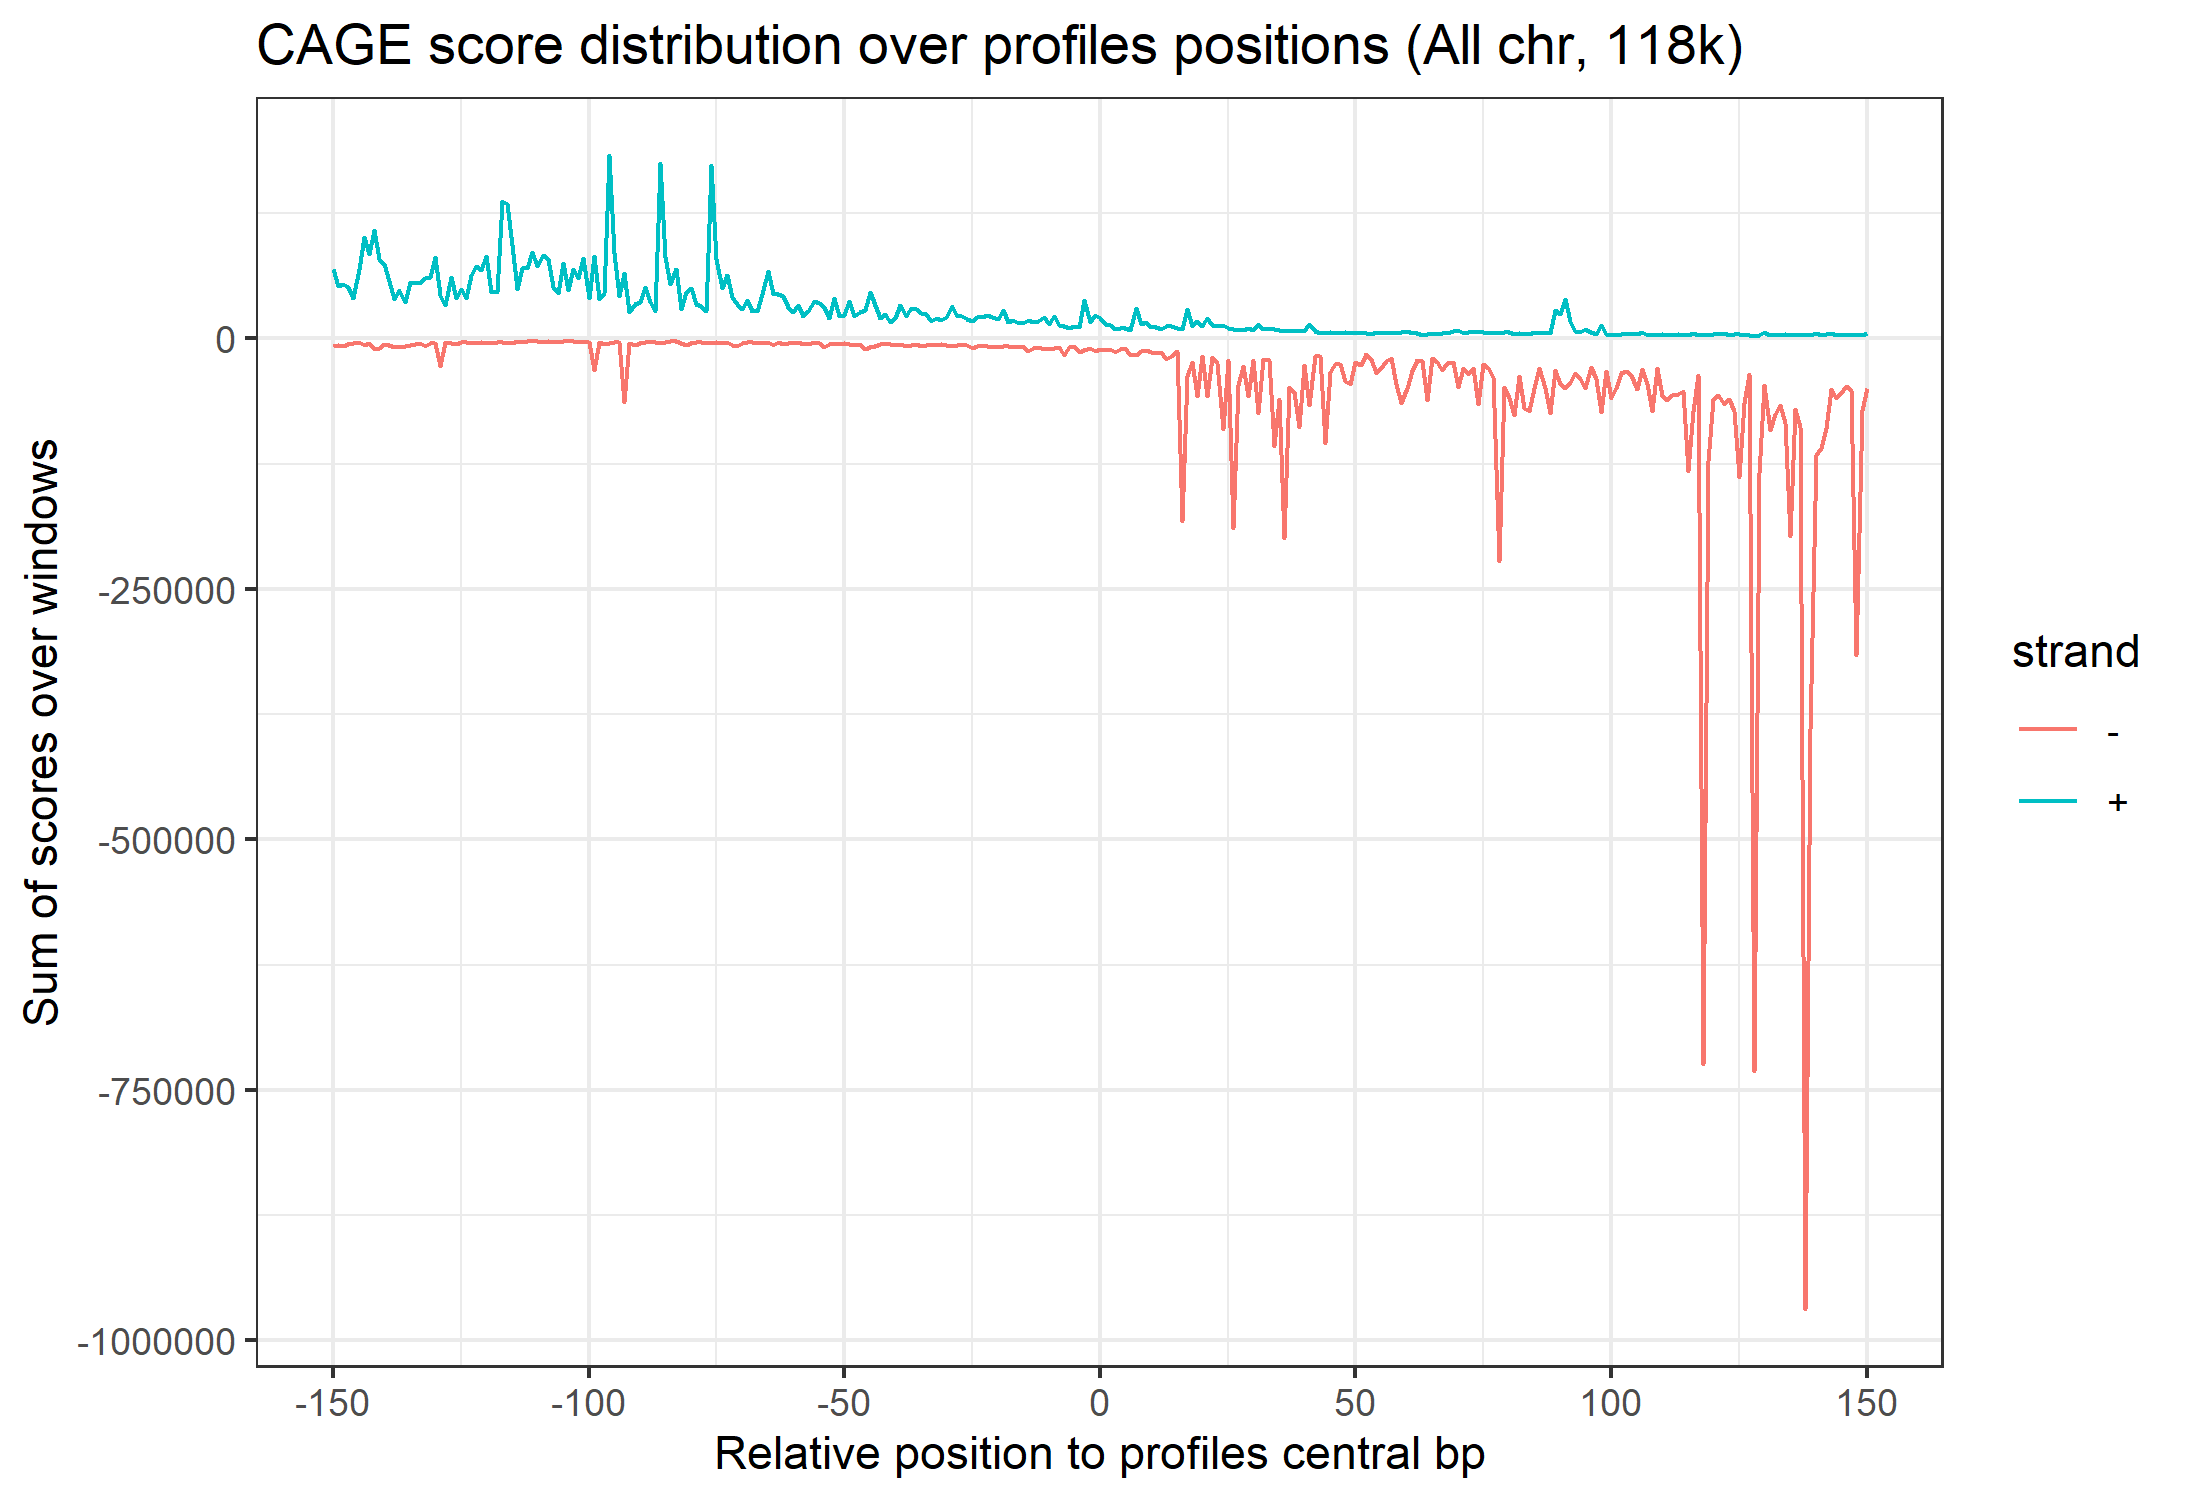 CAGE score distribution over profiles positions (All chr, 118k)
Sum of scores over windows
0
-250000
-500000
-750000
-1000000
-150 -100 -50 0 50 100 150
Relative position to profiles central bp
strand
-
+